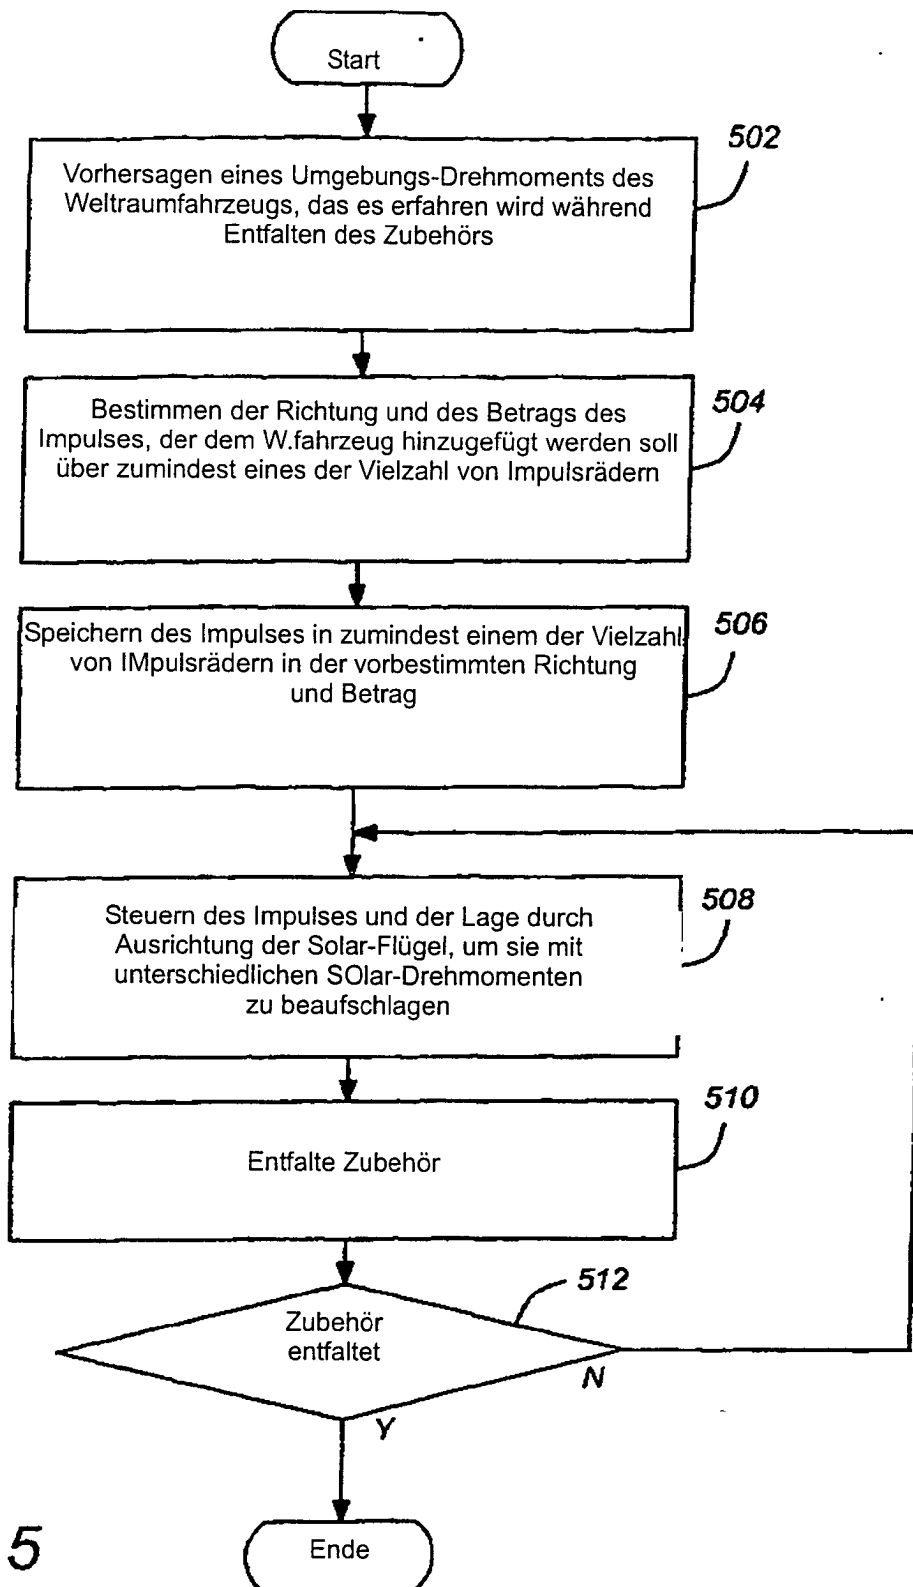 Start
502
Vorhersagen eines Umgebungs-Drehmoments des
Weltraumfahrzeugs, das es erfahren wird während
Entfalten des Zubehörs
504
Bestimmen der Richtung und des Betrags des
Impulses, der dem W.fahrzeug hinzugefügt werden soll
über zumindest eines der Vielzahl von Impulsrädern
506
Speichern des Impulses in zumindest einem der Vielzahl
von IMpulsrädern in der vorbestimmten Richtung
und Betrag
508
Steuern des Impulses und der Lage durch
Ausrichtung der Solar-Flügel, um sie mit
unterschiedlichen SOlar-Drehmomenten
zu beaufschlagen
510
Entfalte Zubehör
512
Zubehör
entfaltet
N
Y
Ende
5